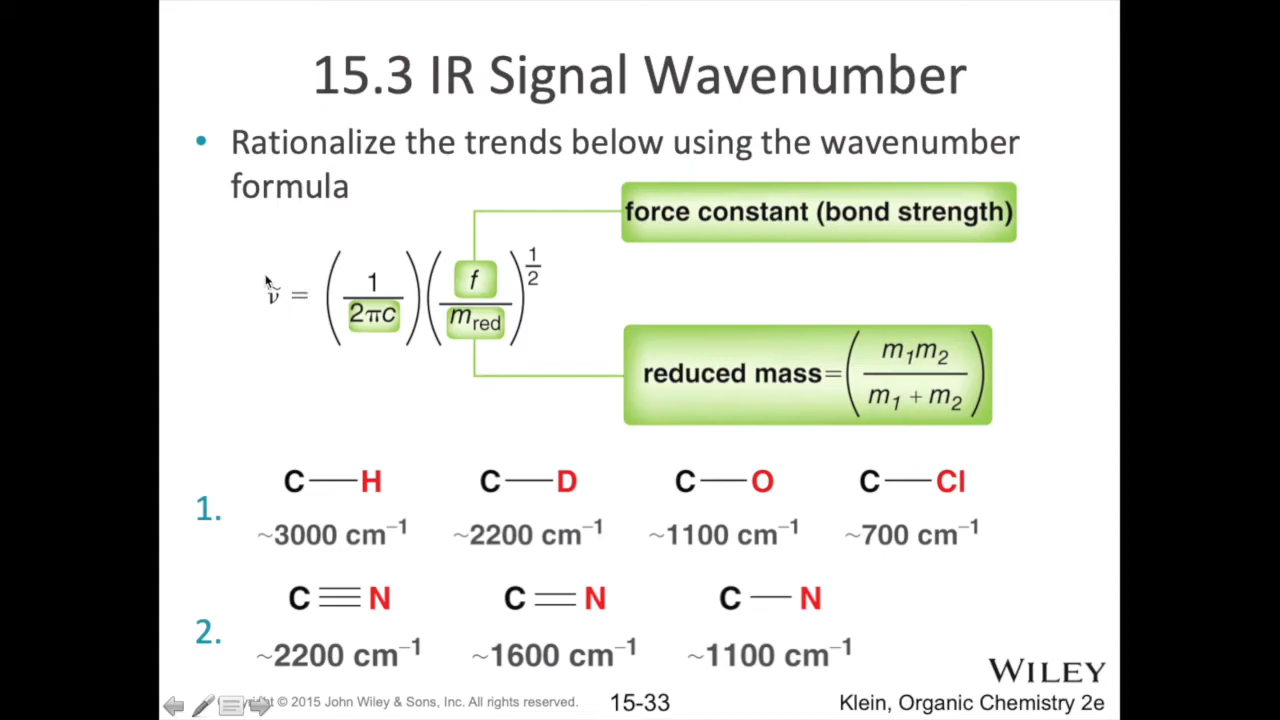 15.3 IR Signal Wavenumber
• Rationalize the trends below using the wavenumber
formula
force constant (bond strength)
ν̃ = (1/2πc)(f/m_red)^1/2
reduced mass=(m₁m₂/m₁ + m₂)
1.
C—H C—D C—O C—Cl
~3000 cm⁻¹ ~2200 cm⁻¹ ~1100 cm⁻¹ ~700 cm⁻¹
2.
C≡N C=N C—N
~2200 cm⁻¹ ~1600 cm⁻¹ ~1100 cm⁻¹
WILEY
© 2015 John Wiley & Sons, Inc. All rights reserved.
15-33
Klein, Organic Chemistry 2e